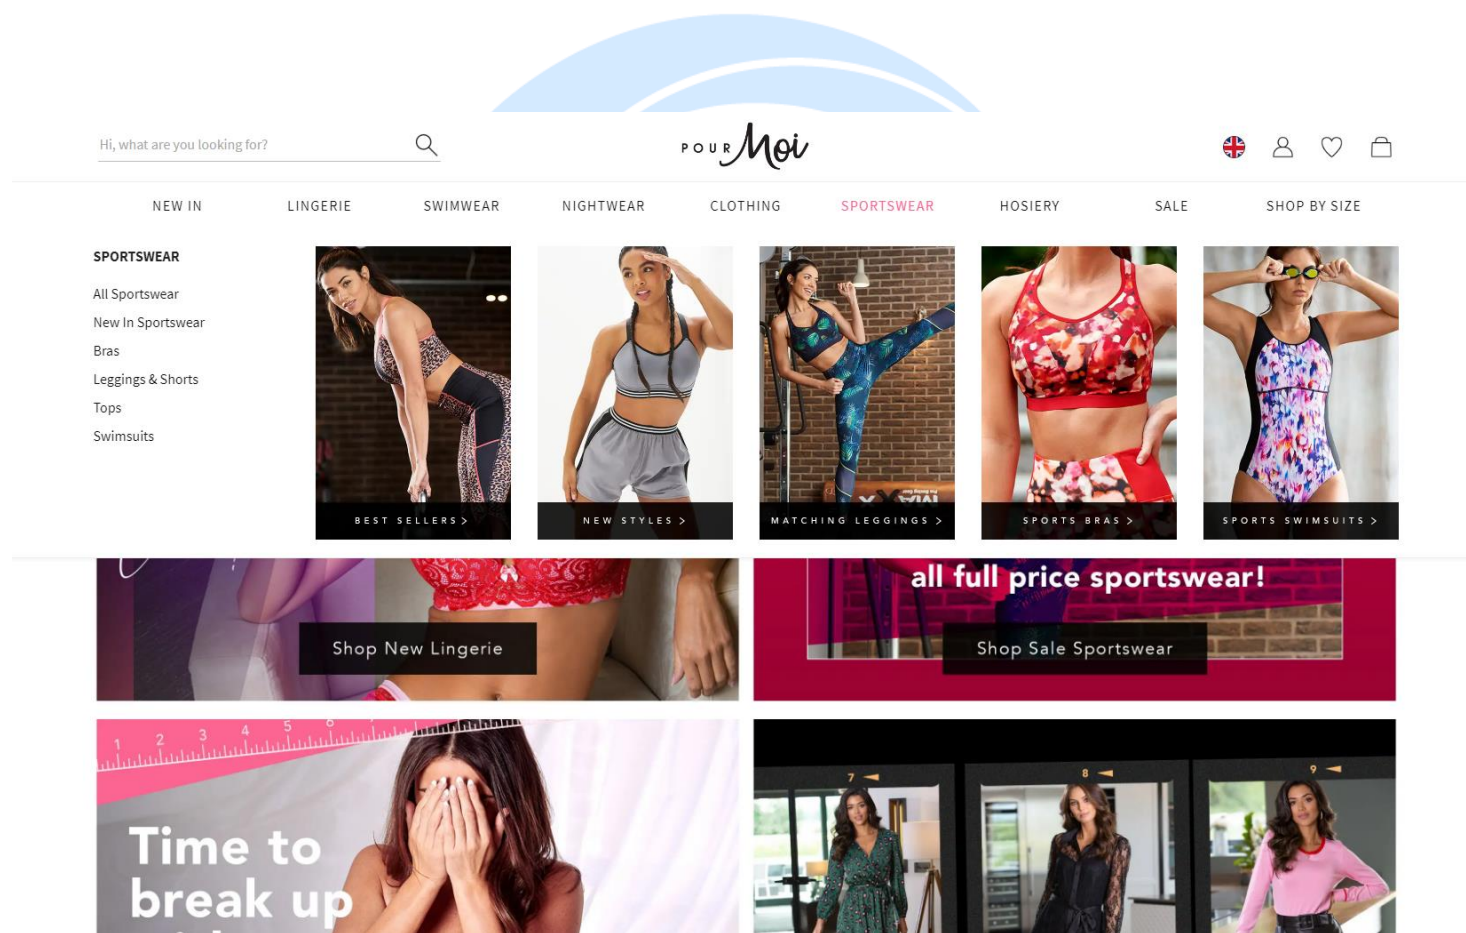 Hi, what are you looking for?
POUR Moi
NEW IN
LINGERIE
SWIMWEAR
NIGHTWEAR
CLOTHING
SPORTSWEAR
HOSIERY
SALE
SHOP BY SIZE
SPORTSWEAR
All Sportswear
New In Sportswear
Bras
Leggings & Shorts
Tops
Swimsuits
BEST SELLERS >
NEW STYLES >
MATCHING LEGGINGS >
SPORTS BRAS >
SPORTS SWIMSUITS >
all full price sportswear!
Shop New Lingerie
Shop Sale Sportswear
1 2 3 4 5 6
7
8
9
Time to
break up